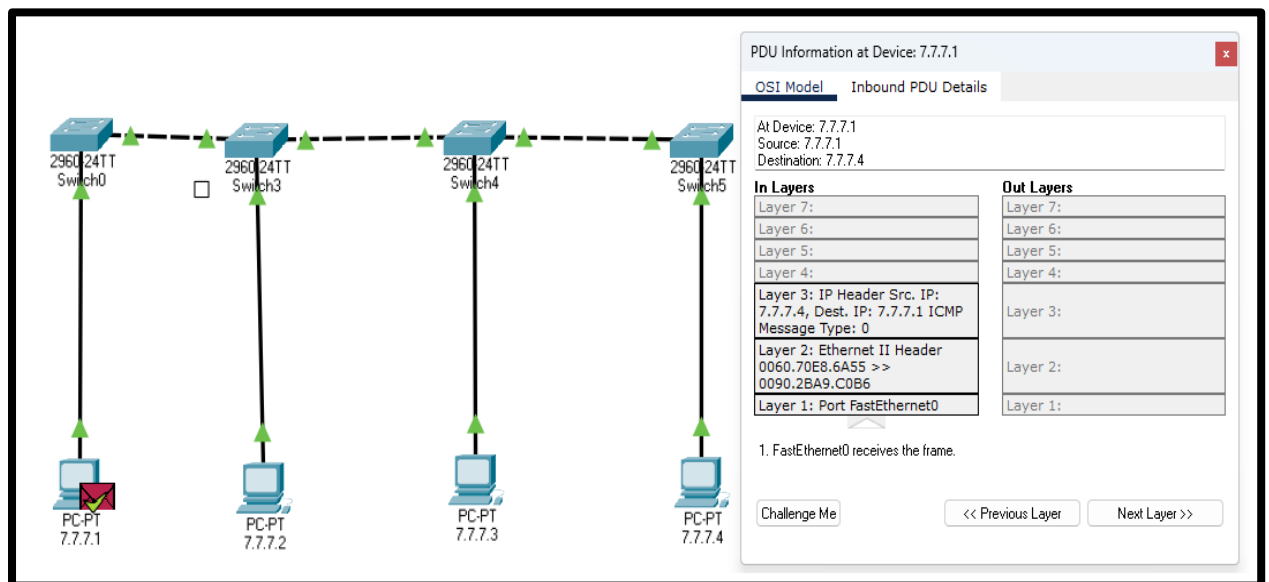 2960-24TT
Switch0
2960-24TT
Switch3
2960-24TT
Switch4
2960-24TT
Switch5
PC-PT
7.7.7.1
PC-PT
7.7.7.2
PC-PT
7.7.7.3
PC-PT
7.7.7.4
PDU Information at Device: 7.7.7.1
x
OSI Model Inbound PDU Details
At Device: 7.7.7.1
Source: 7.7.7.1
Destination: 7.7.7.4
In Layers
Layer 7:
Layer 6:
Layer 5:
Layer 4:
Layer 3: IP Header Src. IP:
7.7.7.4, Dest. IP: 7.7.7.1 ICMP
Message Type: 0
Layer 2: Ethernet II Header
0060.70E8.6A55 >>
0090.2BA9.C0B6
Layer 1: Port FastEthernet0
Out Layers
Layer 7:
Layer 6:
Layer 5:
Layer 4:
Layer 3:
Layer 2:
Layer 1:
1. FastEthernet0 receives the frame.
Challenge Me
<< Previous Layer
Next Layer >>